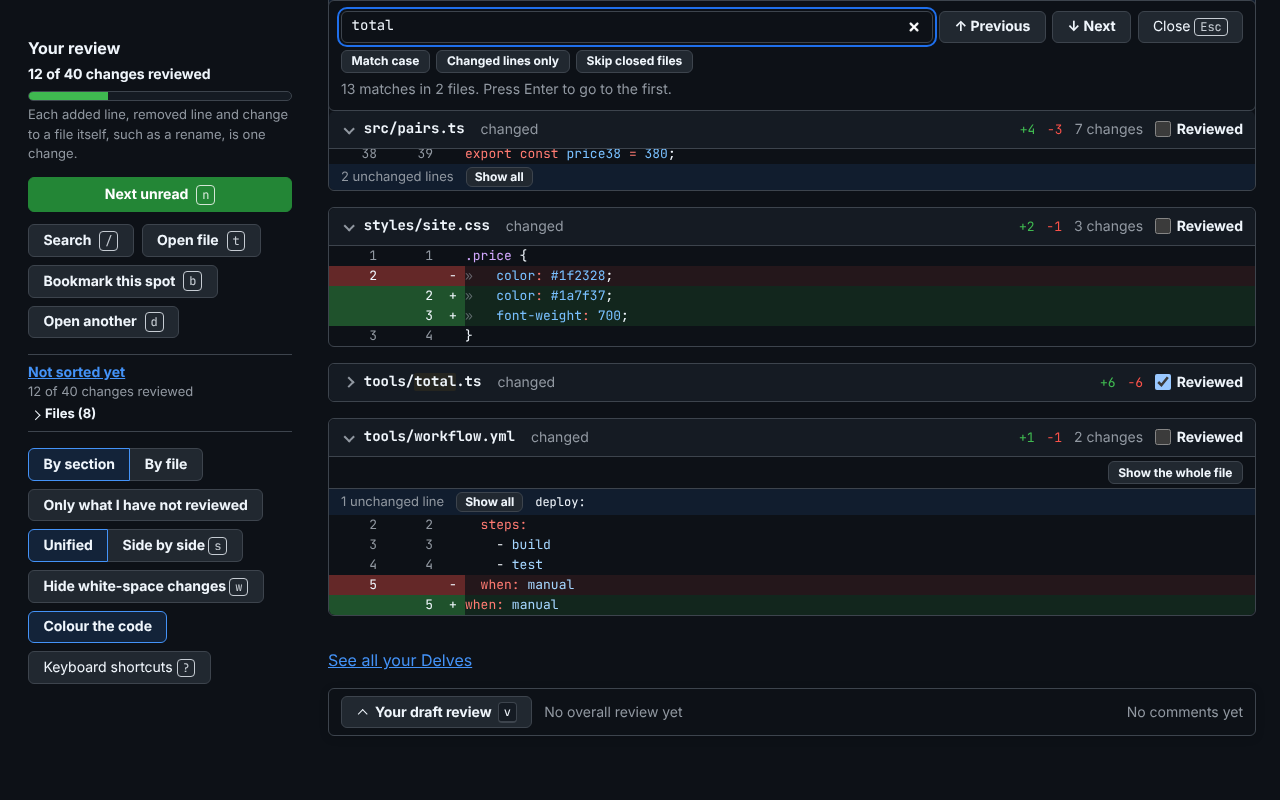 Your review
12 of 40 changes reviewed
Each added line, removed line and change
to a file itself, such as a rename, is one
change.
Next unread n
Search /
Open file t
Bookmark this spot b
Open another d
Not sorted yet
12 of 40 changes reviewed
Files (8)
By section
By file
Only what I have not reviewed
Unified
Side by side s
Hide white-space changes w
Colour the code
Keyboard shortcuts ?
total
↑ Previous
↓ Next
Close Esc
Match case
Changed lines only
Skip closed files
13 matches in 2 files. Press Enter to go to the first.
src/pairs.ts changed +4 -3 7 changes Reviewed
38 39 export const price38 = 380;
2 unchanged lines Show all
styles/site.css changed +2 -1 3 changes Reviewed
1 1 .price {
2 - » color: #1f2328;
2 + » color: #1a7f37;
3 + » font-weight: 700;
3 4 }
tools/total.ts changed +6 -6 Reviewed
tools/workflow.yml changed +1 -1 2 changes Reviewed
Show the whole file
1 unchanged line Show all deploy:
2 2 steps:
3 3 - build
4 4 - test
5 - when: manual
5 + when: manual
See all your Delves
Your draft review v No overall review yet No comments yet